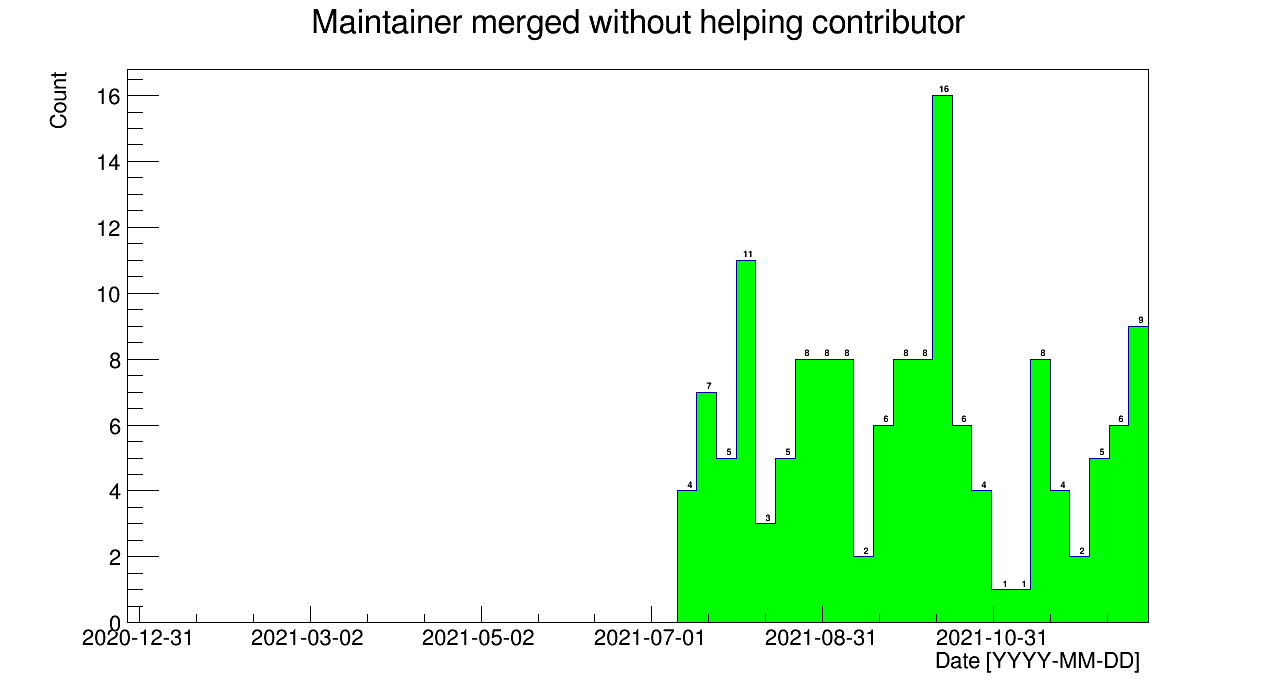 Maintainer merged without helping contributor
Count
16
14
12
10
8
6
4
2
0
4 7 5 11 3 5 8 8 8 2 6 8 8 16 6 4 1 1 8 4 2 5 6 9
2020-12-31 2021-03-02 2021-05-02 2021-07-01 2021-08-31 2021-10-31
Date [YYYY-MM-DD]